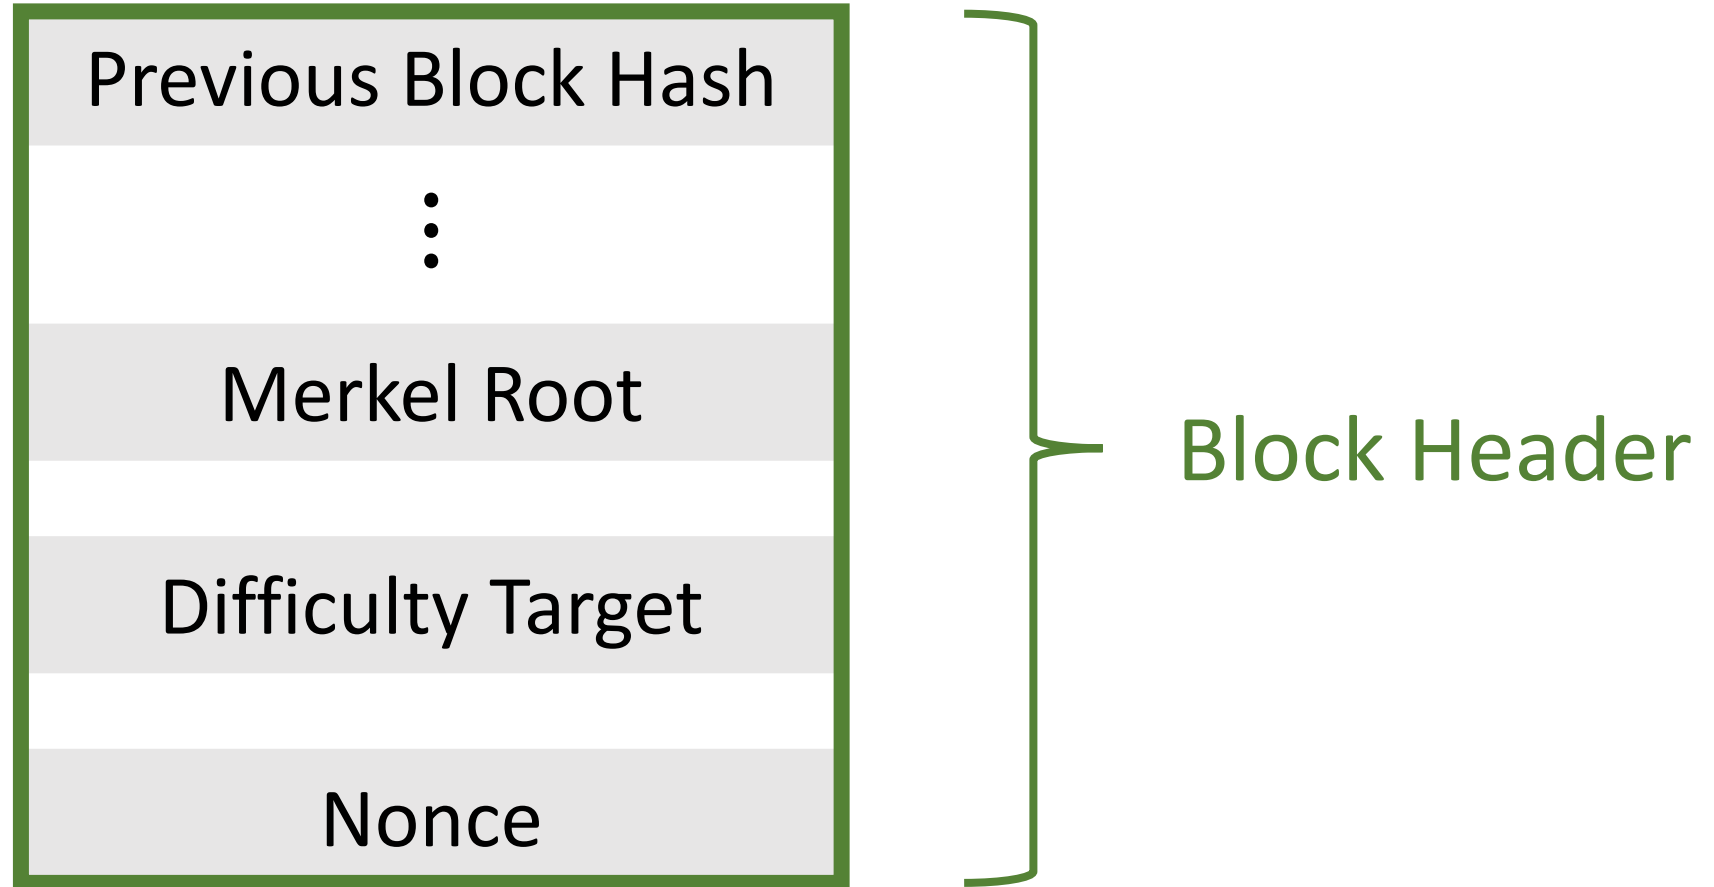 Previous Block Hash
Merkel Root
Block Header
Difficulty Target
Nonce